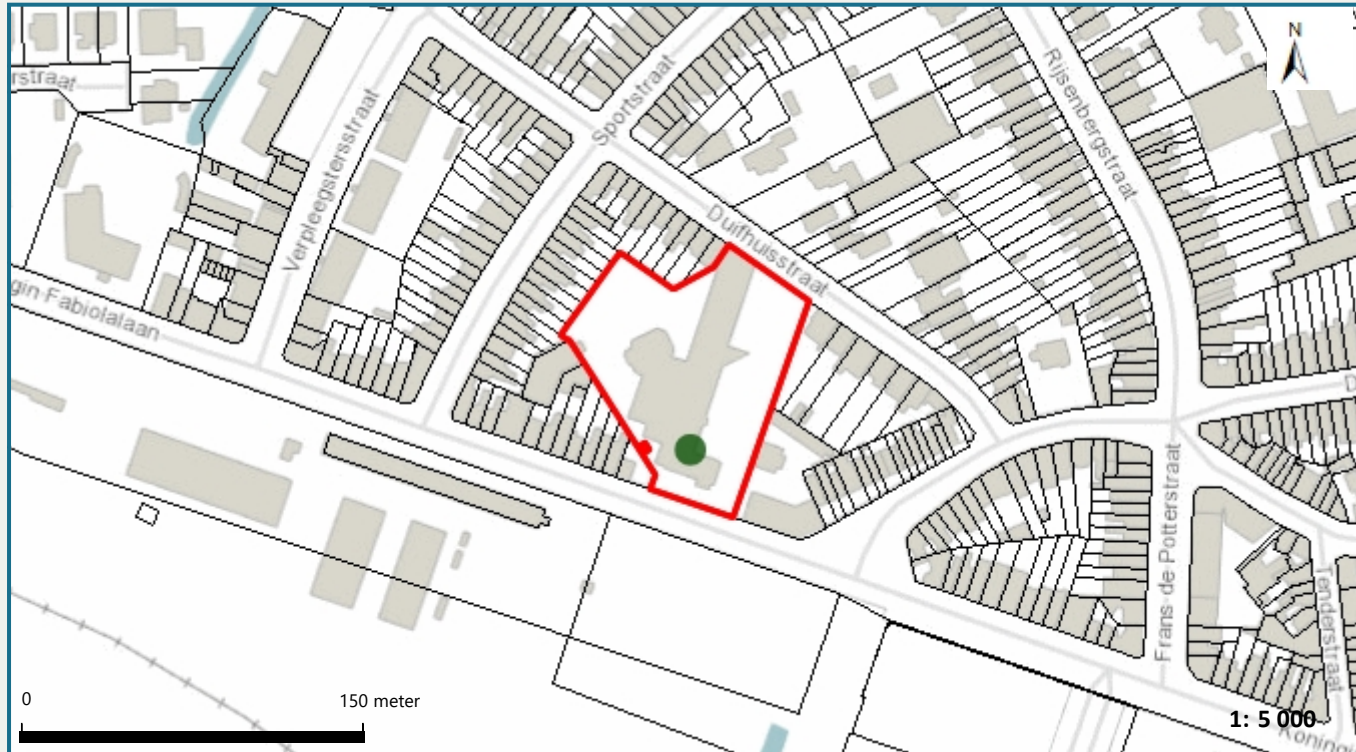 N
rstraat
Sportstraat
Rijsenbergstraat
Verpleegstersstraat
Duifhuisstraat
gin-Fabiolalaan
D
Frans-de-Potterstraat
Tenderstraat
0
150 meter
1: 5 000
Koning